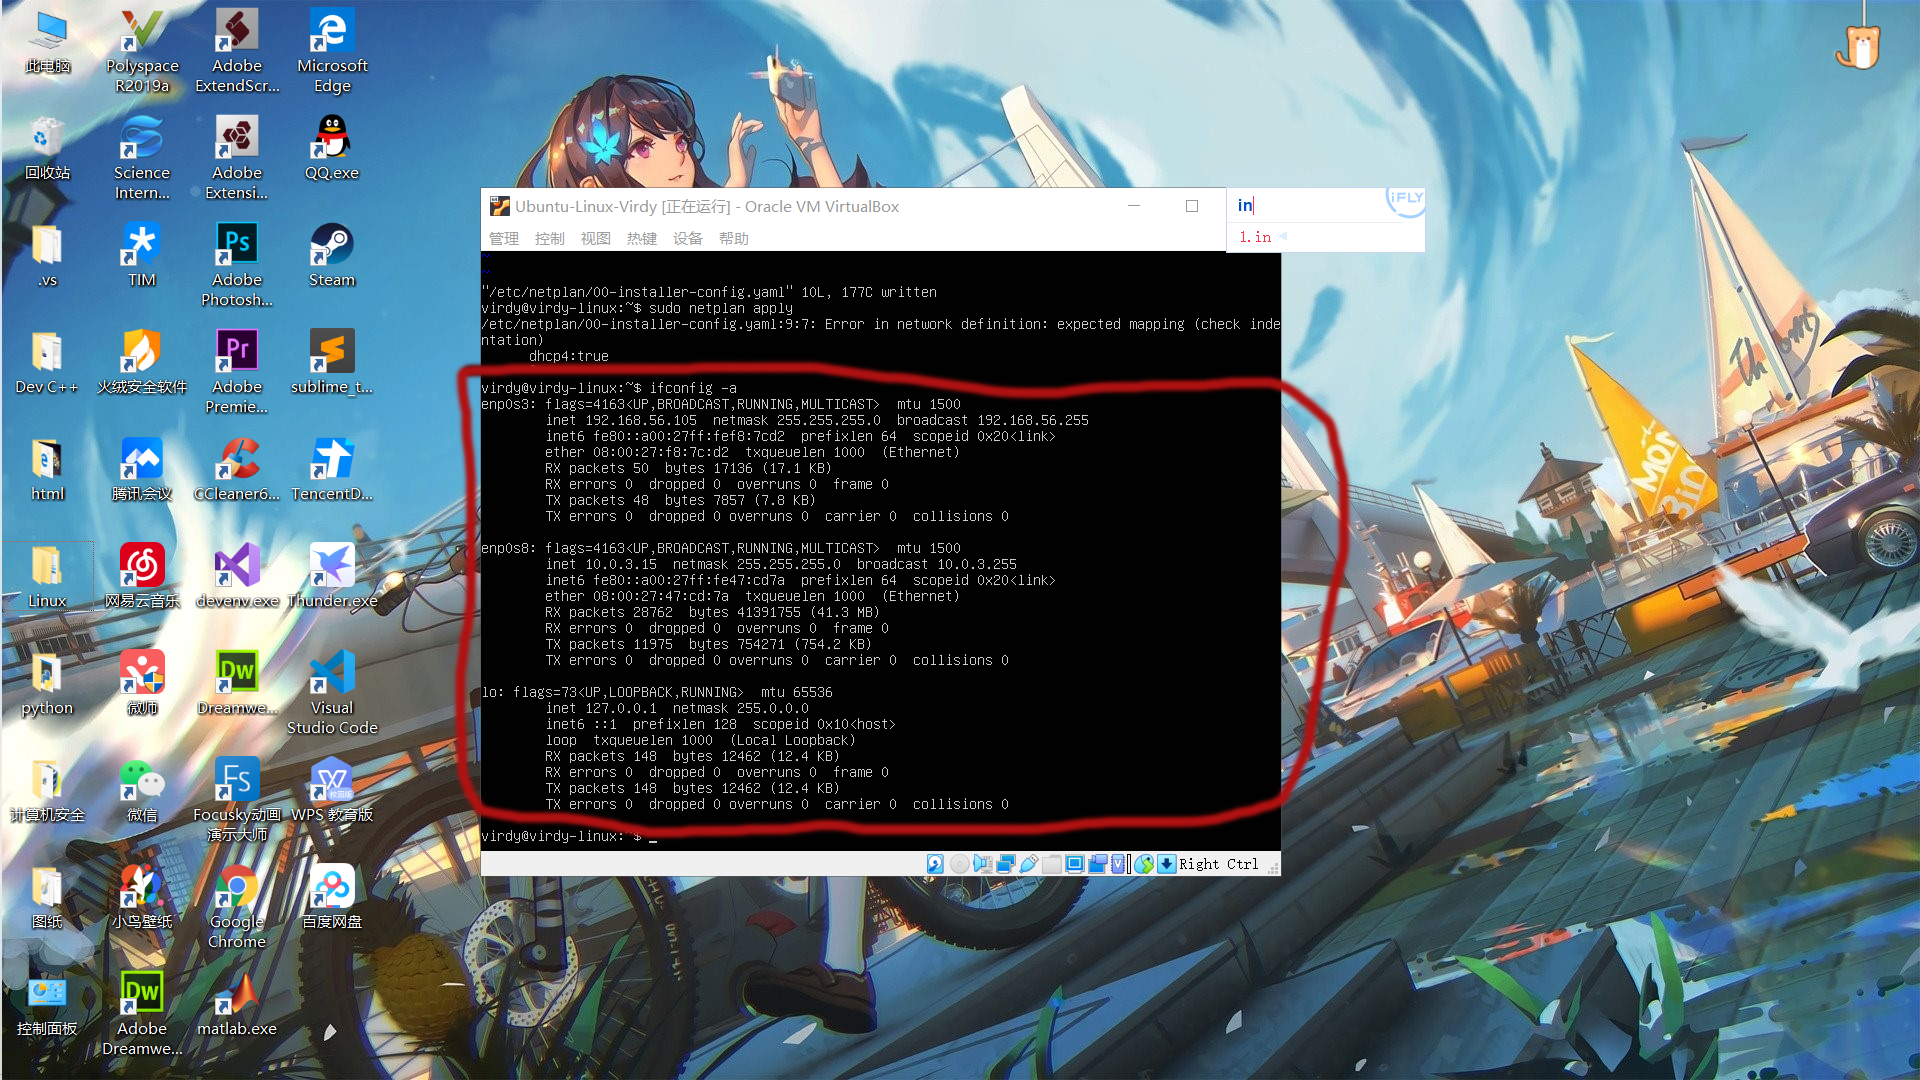 此电脑
Polyspace R2019a
Adobe ExtendScr...
Microsoft Edge
回收站
Science Intern...
Adobe Extensi...
QQ.exe
.vs
TIM
Ps
Adobe Photosh...
Steam
Dev C++
火绒安全软件
Pr
Adobe Premie...
sublime_t...
html
腾讯会议
CCleaner6...
TencentD...
Linux
网易云音乐
devenv.exe
Thunder.exe
python
微师
Dw
Dreamwe...
Visual Studio Code
计算机安全
微信
Fs
Focusky动画演示大师
W
校园版
WPS 教育版
图纸
小鸟壁纸
Google Chrome
百度网盘
控制面板
Dw
Adobe Dreamwe...
matlab.exe
Ubuntu-Linux-Virdy [正在运行] - Oracle VM VirtualBox
管理 控制 视图 热键 设备 帮助
in
iFLY
1.in
~
~
"/etc/netplan/00-installer-config.yaml" 10L, 177C written
virdy@virdy-linux:~$ sudo netplan apply
/etc/netplan/00-installer-config.yaml:9:7: Error in network definition: expected mapping (check inde
ntation)
      dhcp4:true
virdy@virdy-linux:~$ ifconfig -a
enp0s3: flags=4163<UP,BROADCAST,RUNNING,MULTICAST>  mtu 1500
        inet 192.168.56.105  netmask 255.255.255.0  broadcast 192.168.56.255
        inet6 fe80::a00:27ff:fef8:7cd2  prefixlen 64  scopeid 0x20<link>
        ether 08:00:27:f8:7c:d2  txqueuelen 1000  (Ethernet)
        RX packets 50  bytes 17136 (17.1 KB)
        RX errors 0  dropped 0  overruns 0  frame 0
        TX packets 48  bytes 7857 (7.8 KB)
        TX errors 0  dropped 0 overruns 0  carrier 0  collisions 0
enp0s8: flags=4163<UP,BROADCAST,RUNNING,MULTICAST>  mtu 1500
        inet 10.0.3.15  netmask 255.255.255.0  broadcast 10.0.3.255
        inet6 fe80::a00:27ff:fe47:cd7a  prefixlen 64  scopeid 0x20<link>
        ether 08:00:27:47:cd:7a  txqueuelen 1000  (Ethernet)
        RX packets 28762  bytes 41391755 (41.3 MB)
        RX errors 0  dropped 0  overruns 0  frame 0
        TX packets 11975  bytes 754271 (754.2 KB)
        TX errors 0  dropped 0 overruns 0  carrier 0  collisions 0
lo: flags=73<UP,LOOPBACK,RUNNING>  mtu 65536
        inet 127.0.0.1  netmask 255.0.0.0
        inet6 ::1  prefixlen 128  scopeid 0x10<host>
        loop  txqueuelen 1000  (Local Loopback)
        RX packets 148  bytes 12462 (12.4 KB)
        RX errors 0  dropped 0  overruns 0  frame 0
        TX packets 148  bytes 12462 (12.4 KB)
        TX errors 0  dropped 0 overruns 0  carrier 0  collisions 0
virdy@virdy-linux:~$ _
Right Ctrl